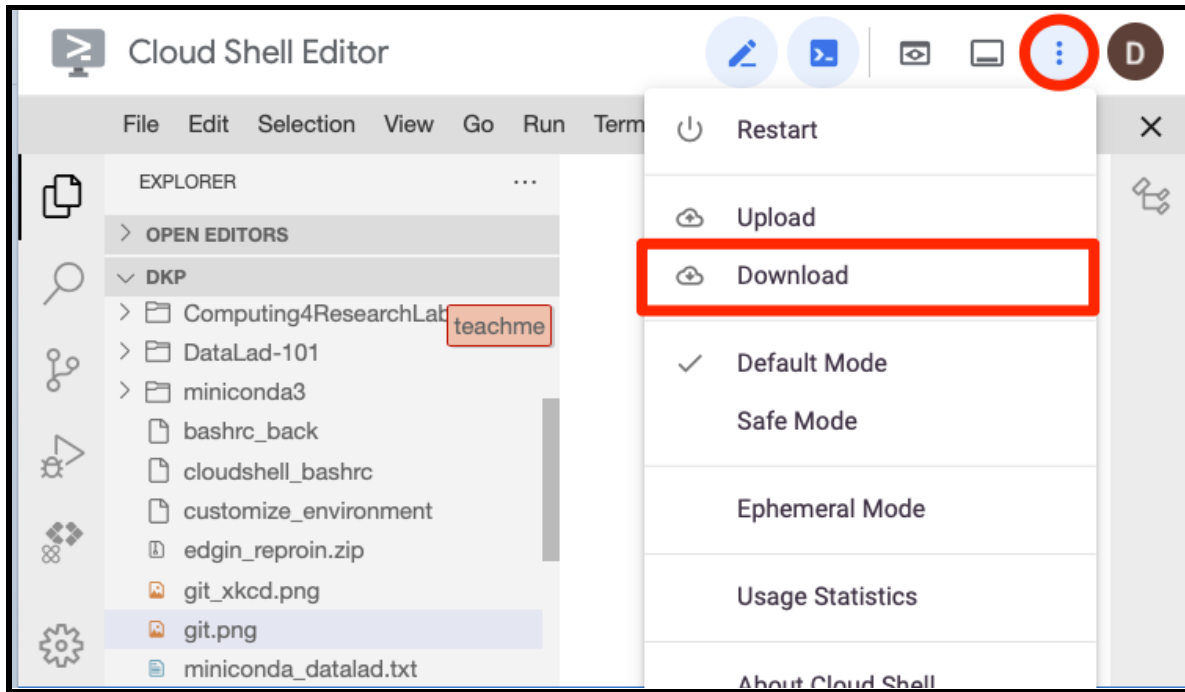 Cloud Shell Editor
D
File Edit Selection View Go Run Term
EXPLORER
OPEN EDITORS
DKP
Computing4ResearchLab
teachme
DataLad-101
miniconda3
bashrc_back
cloudshell_bashrc
customize_environment
edgin_reproin.zip
git_xkcd.png
git.png
miniconda_datalad.txt
Restart
Upload
Download
Default Mode
Safe Mode
Ephemeral Mode
Usage Statistics
About Cloud Shell